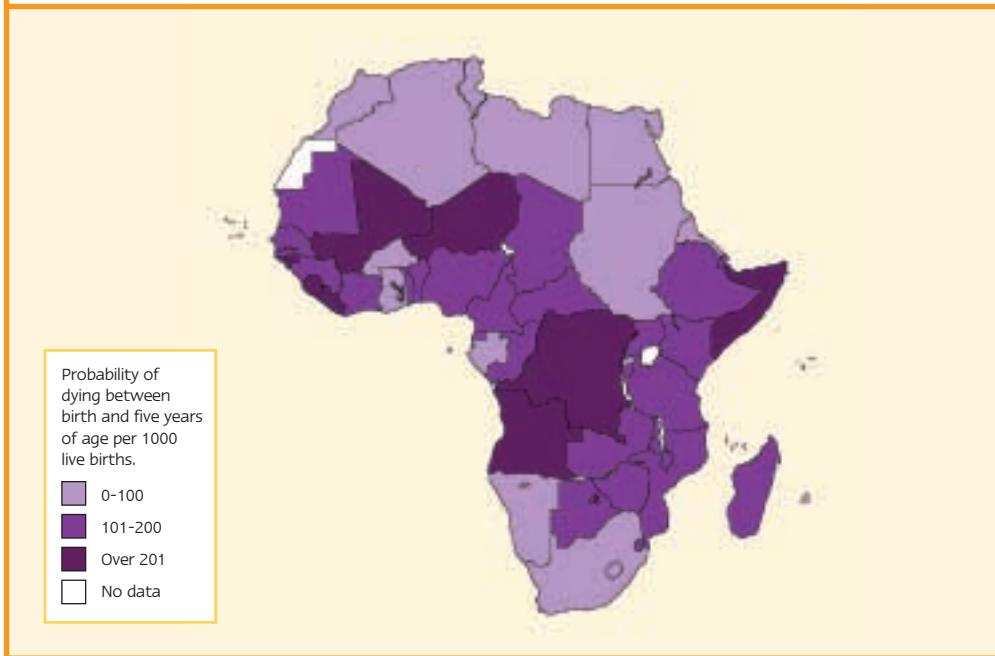 Probability of
dying between
birth and five years
of age per 1000
live births.
0-100
101-200
Over 201
No data